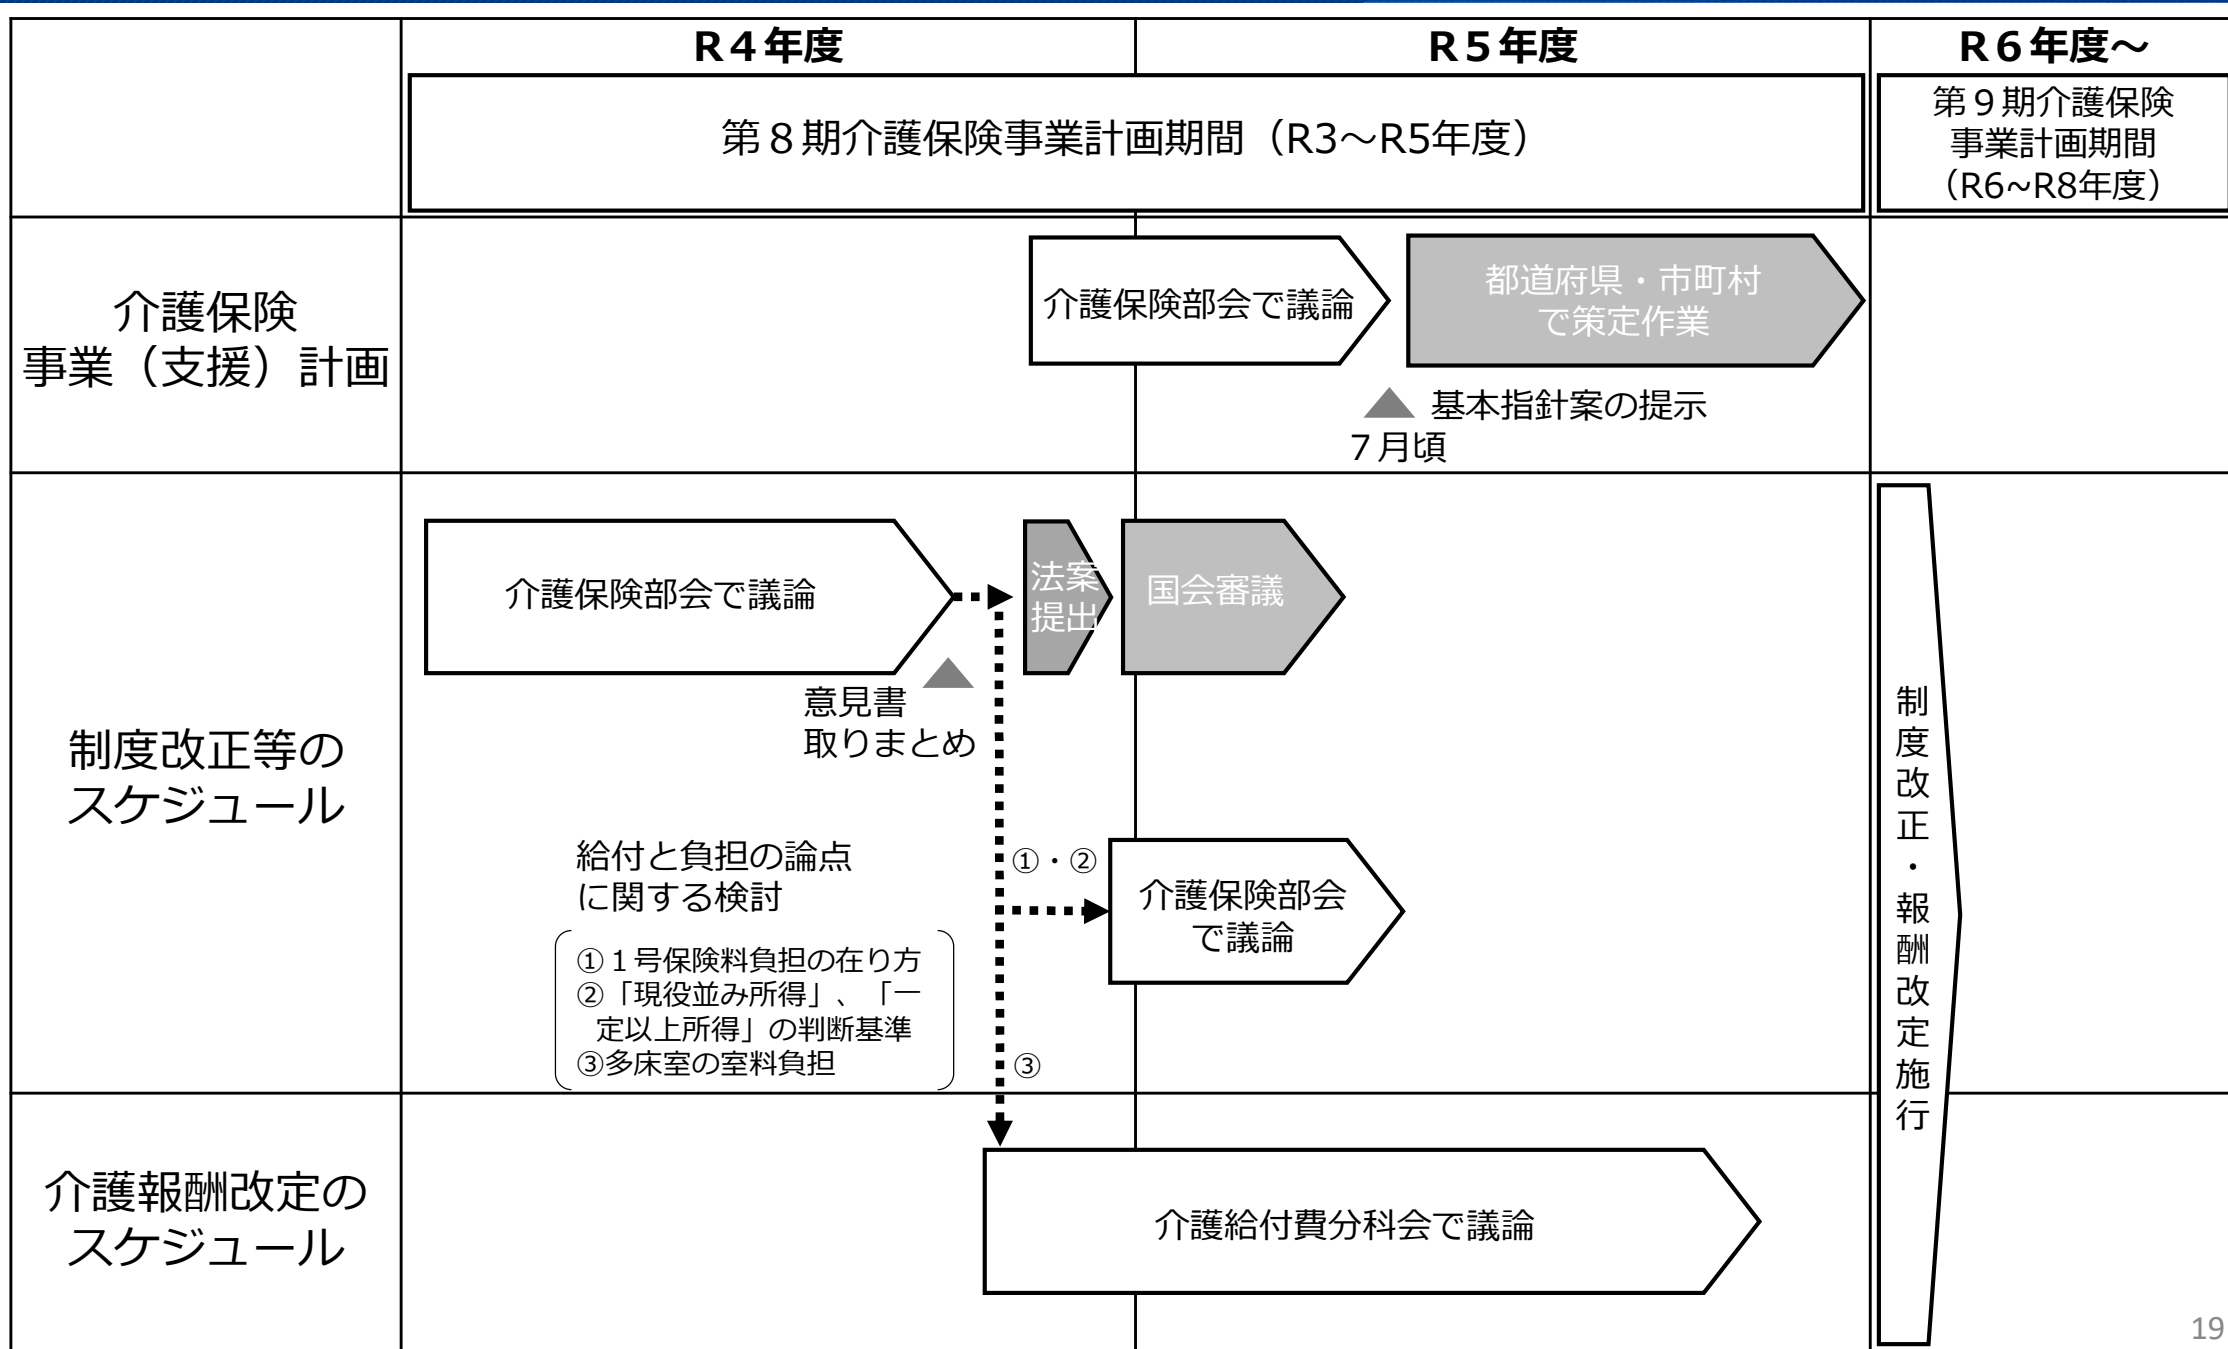 R4年度
R5年度
R6年度～
第８期介護保険事業計画期間（R3～R5年度）
第９期介護保険
事業計画期間
（R6~R8年度）
介護保険
事業（支援）計画
介護保険部会で議論
都道府県・市町村
で策定作業
基本指針案の提示
７月頃
制度改正等の
スケジュール
介護保険部会で議論
法案
提出
国会審議
意見書
取りまとめ
給付と負担の論点
に関する検討
①１号保険料負担の在り方
②「現役並み所得」、「一
定以上所得」の判断基準
③多床室の室料負担
①・②
介護保険部会
で議論
③
制度改正・報酬改定施行
介護報酬改定の
スケジュール
介護給付費分科会で議論
19